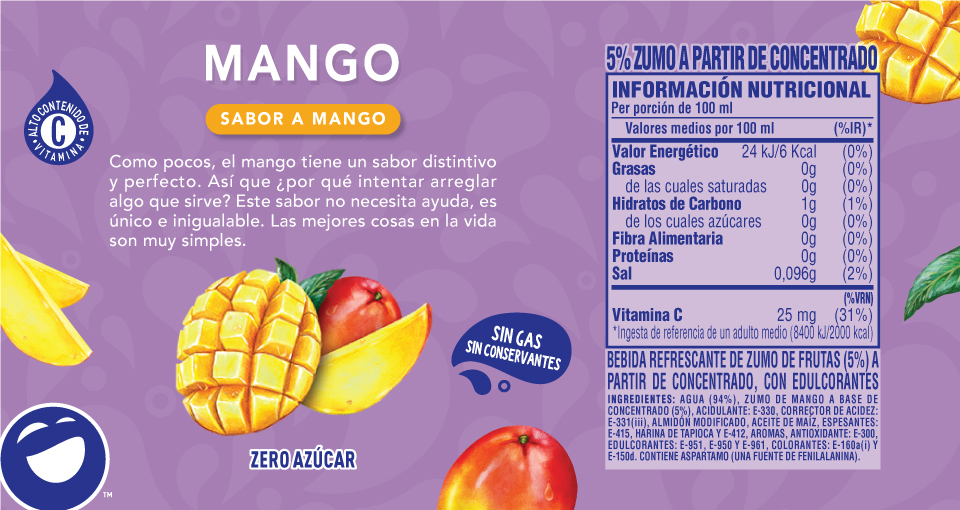 MANGO
SABOR A MANGO
ALTO CONTENIDO DE
C
VITAMINA
Como pocos, el mango tiene un sabor distintivo
y perfecto. Así que ¿por qué intentar arreglar
algo que sirve? Este sabor no necesita ayuda, es
único e inigualable. Las mejores cosas en la vida
son muy simples.
SIN GAS
SIN CONSERVANTES
ZERO AZÚCAR
TM
5% ZUMO A PARTIR DE CONCENTRADO
INFORMACIÓN NUTRICIONAL
Per porción de 100 ml
Valores medios por 100 ml (%IR)*
Valor Energético 24 kJ/6 Kcal (0%)
Grasas 0g (0%)
de las cuales saturadas 0g (0%)
Hidratos de Carbono 1g (1%)
de los cuales azúcares 0g (0%)
Fibra Alimentaria 0g (0%)
Proteínas 0g (0%)
Sal 0,096g (2%)
(%VRN)
Vitamina C 25 mg (31%)
*Ingesta de referencia de un adulto medio (8400 kJ/2000 kcal)
BEBIDA REFRESCANTE DE ZUMO DE FRUTAS (5%) A
PARTIR DE CONCENTRADO, CON EDULCORANTES
INGREDIENTES: AGUA (94%), ZUMO DE MANGO A BASE DE
CONCENTRADO (5%), ACIDULANTE: E-330, CORRECTOR DE ACIDEZ:
E-331(iii), ALMIDÓN MODIFICADO, ACEITE DE MAÍZ, ESPESANTES:
E-415, HARINA DE TAPIOCA Y E-412, AROMAS, ANTIOXIDANTE: E-300,
EDULCORANTES: E-951, E-950 Y E-961, COLORANTES: E-160a(i) Y
E-150d. CONTIENE ASPARTAMO (UNA FUENTE DE FENILALANINA).